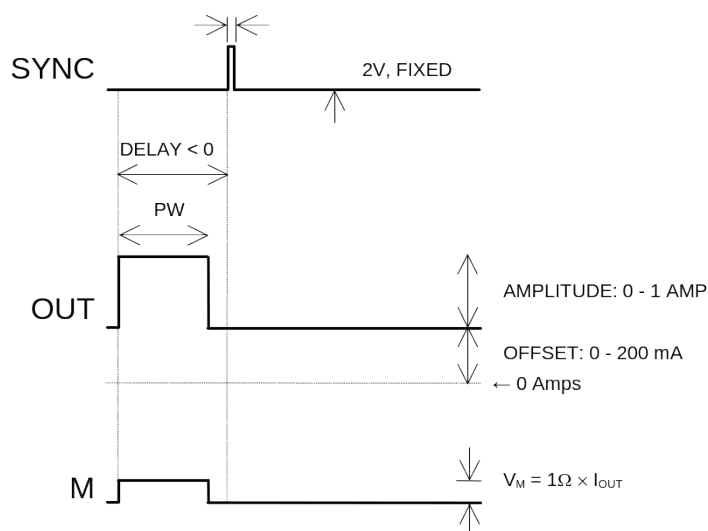 SYNC
2V, FIXED
DELAY < 0
PW
AMPLITUDE: 0 - 1 AMP
OUT
OFFSET: 0 - 200 mA
← 0 Amps
M
VM = 1Ω × IOUT